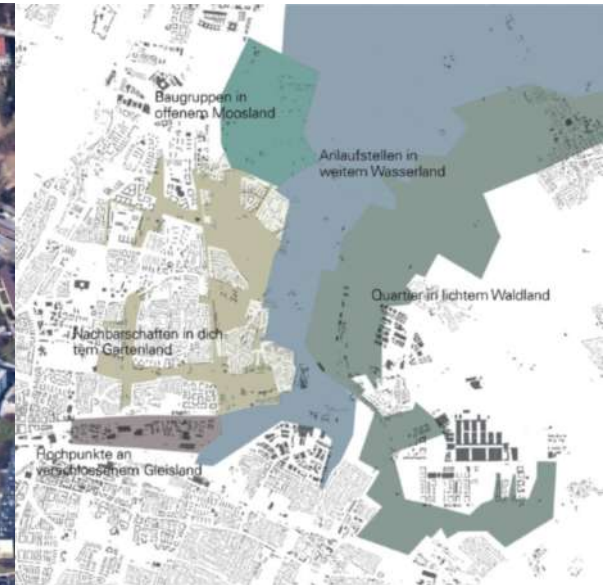 Baugruppen in
offenem Moosland
Anlaufstellen in
weitem Wasserland
Quartier in lichtem Waldland
Nachbarschaften in dich-
tem Gartenland
Hochpunkte an
verschlossenem Gleisland